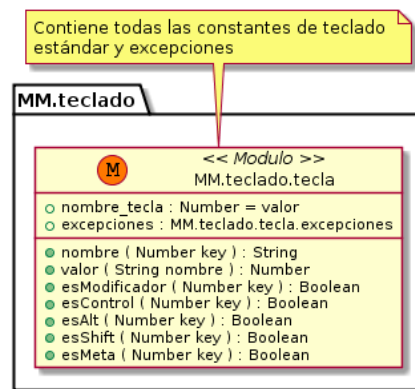 Contiene todas las constantes de teclado
estándar y excepciones
MM.teclado
M
<< Modulo >>
MM.teclado.tecla
nombre_tecla : Number = valor
excepciones : MM.teclado.tecla.excepciones
nombre ( Number key ) : String
valor ( String nombre ) : Number
esModificador ( Number key ) : Boolean
esControl ( Number key ) : Boolean
esAlt ( Number key ) : Boolean
esShift ( Number key ) : Boolean
esMeta ( Number key ) : Boolean